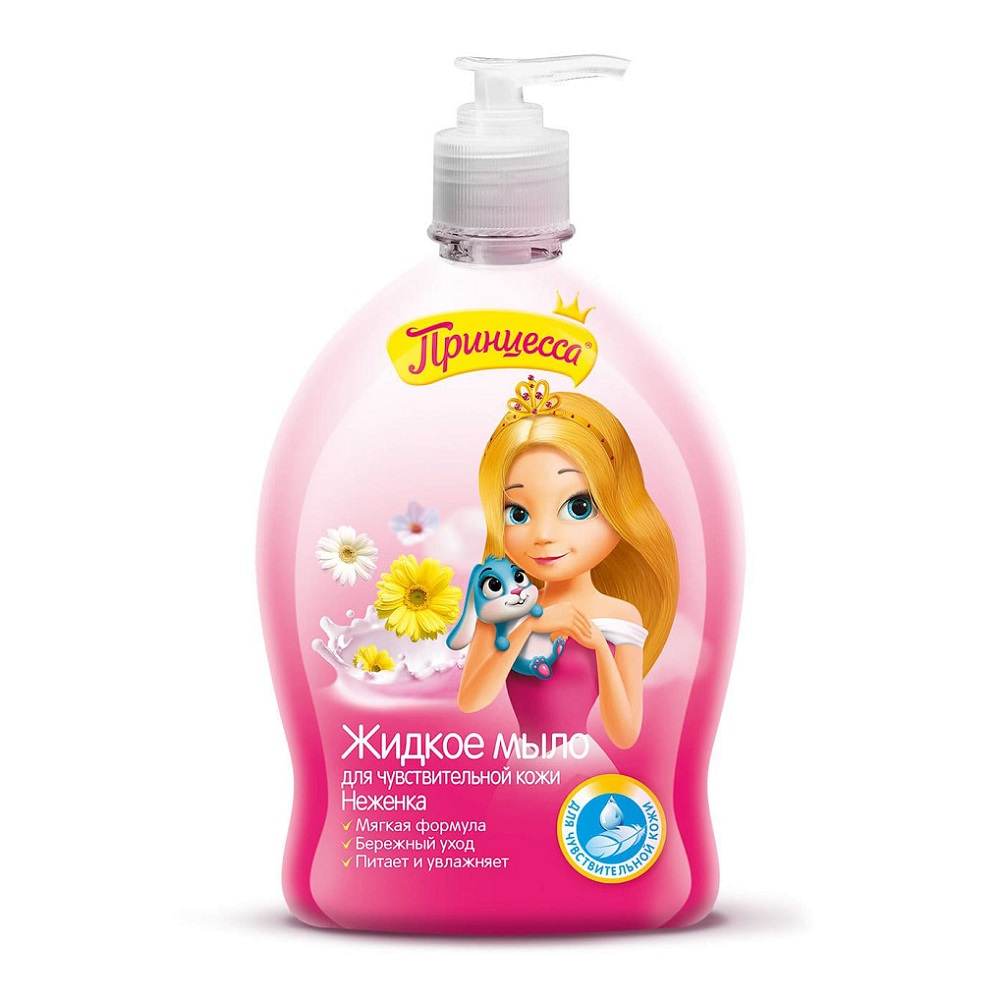 Принцесса®
Жидкое мыло
для чувствительной кожи
Неженка
✓ Мягкая формула
✓ Бережный уход
✓ Питает и увлажняет
ДЛЯ ЧУВСТВИТЕЛЬНОЙ КОЖИ